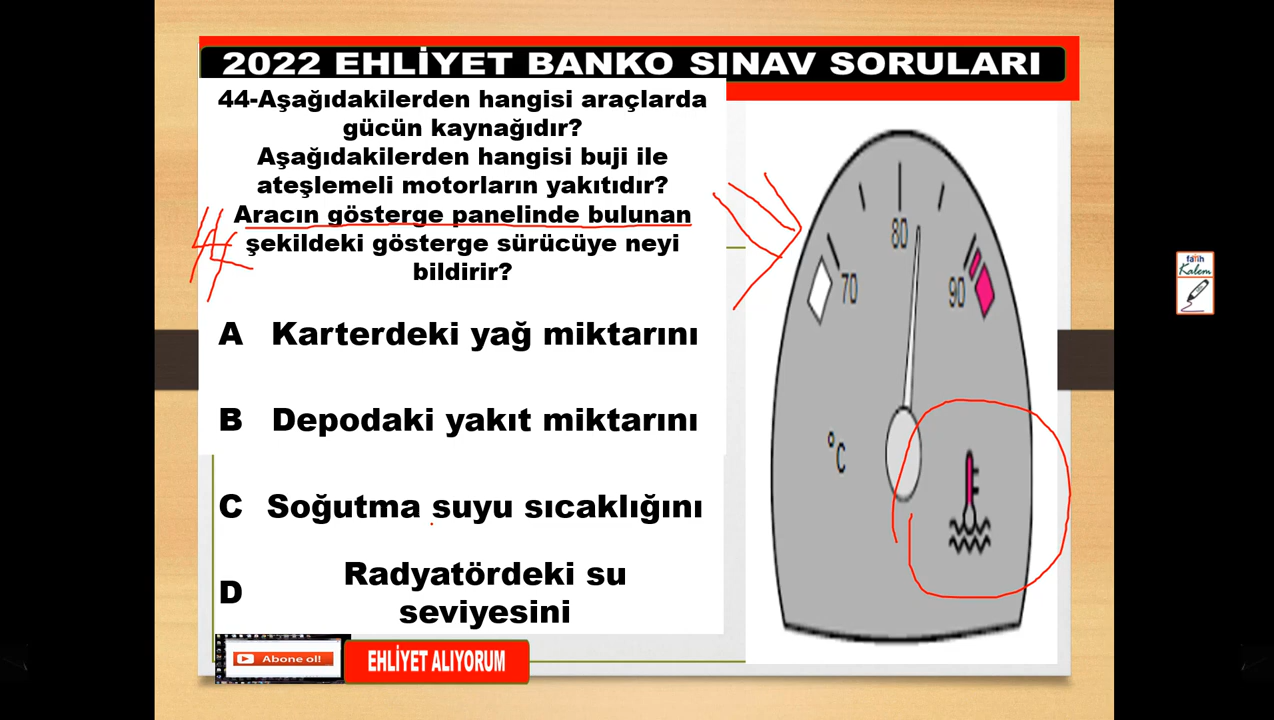 2022 EHLİYET BANKO SINAV SORULARI
44-Aşağıdakilerden hangisi araçlarda
gücün kaynağıdır?
Aşağıdakilerden hangisi buji ile
ateşlemeli motorların yakıtıdır?
Aracın gösterge panelinde bulunan
şekildeki gösterge sürücüye neyi
bildirir?
A Karterdeki yağ miktarını
B Depodaki yakıt miktarını
C Soğutma suyu sıcaklığını
D Radyatördeki su
seviyesini
Abone ol!
EHLİYET ALIYORUM
80
70
90
°C
fatih
Kalem